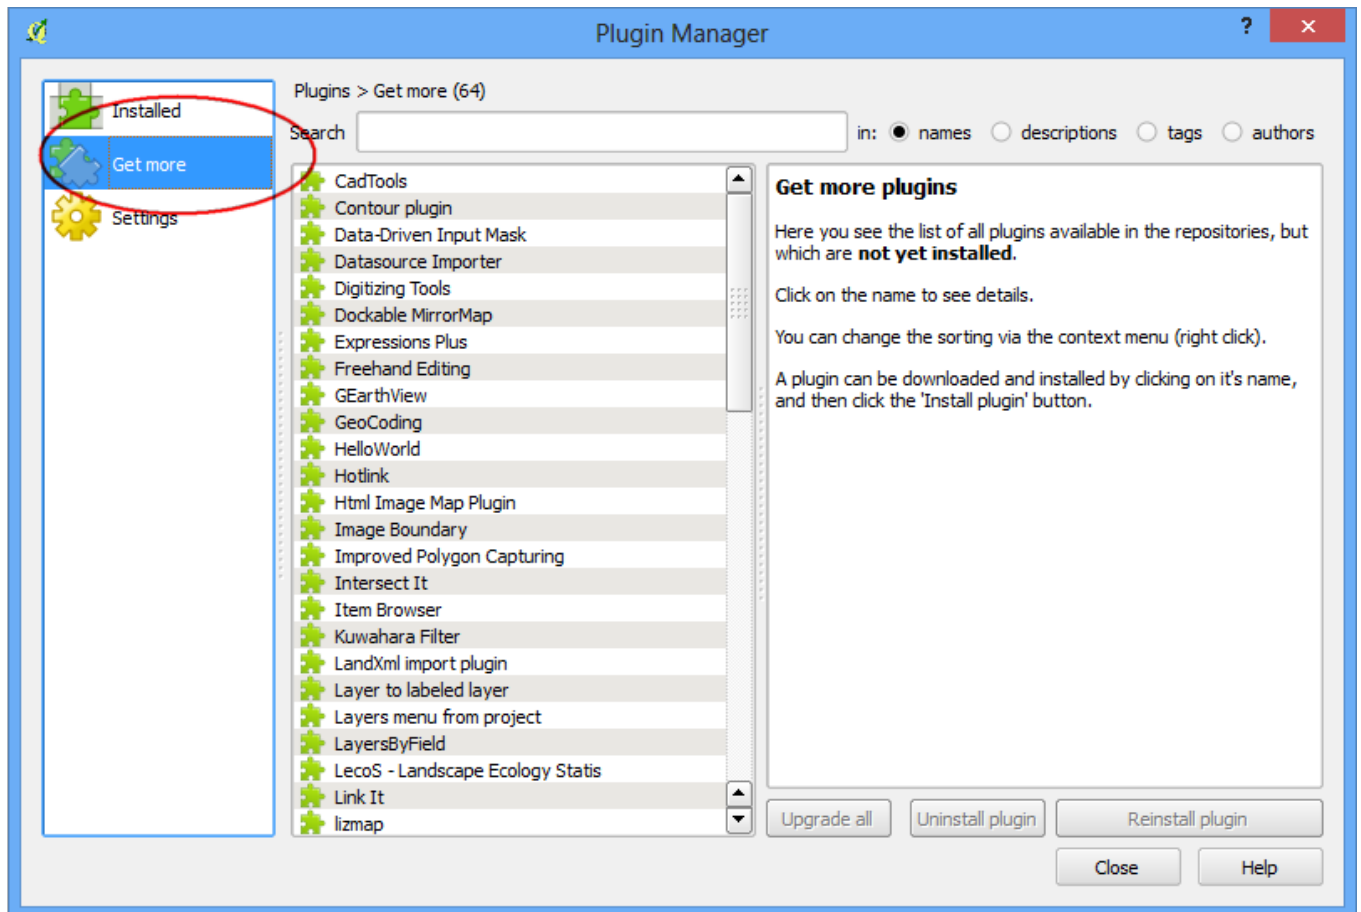 Plugin Manager
?
Installed
Get more
Settings
Plugins > Get more (64)
Search
in: names descriptions tags authors
CadTools
Contour plugin
Data-Driven Input Mask
Datasource Importer
Digitizing Tools
Dockable MirrorMap
Expressions Plus
Freehand Editing
GEarthView
GeoCoding
HelloWorld
Hotlink
Html Image Map Plugin
Image Boundary
Improved Polygon Capturing
Intersect It
Item Browser
Kuwahara Filter
LandXml import plugin
Layer to labeled layer
Layers menu from project
LayersByField
LecoS - Landscape Ecology Statis
Link It
lizmap
Get more plugins
Here you see the list of all plugins available in the repositories, but
which are not yet installed.
Click on the name to see details.
You can change the sorting via the context menu (right click).
A plugin can be downloaded and installed by clicking on it's name,
and then click the 'Install plugin' button.
Upgrade all
Uninstall plugin
Reinstall plugin
Close
Help